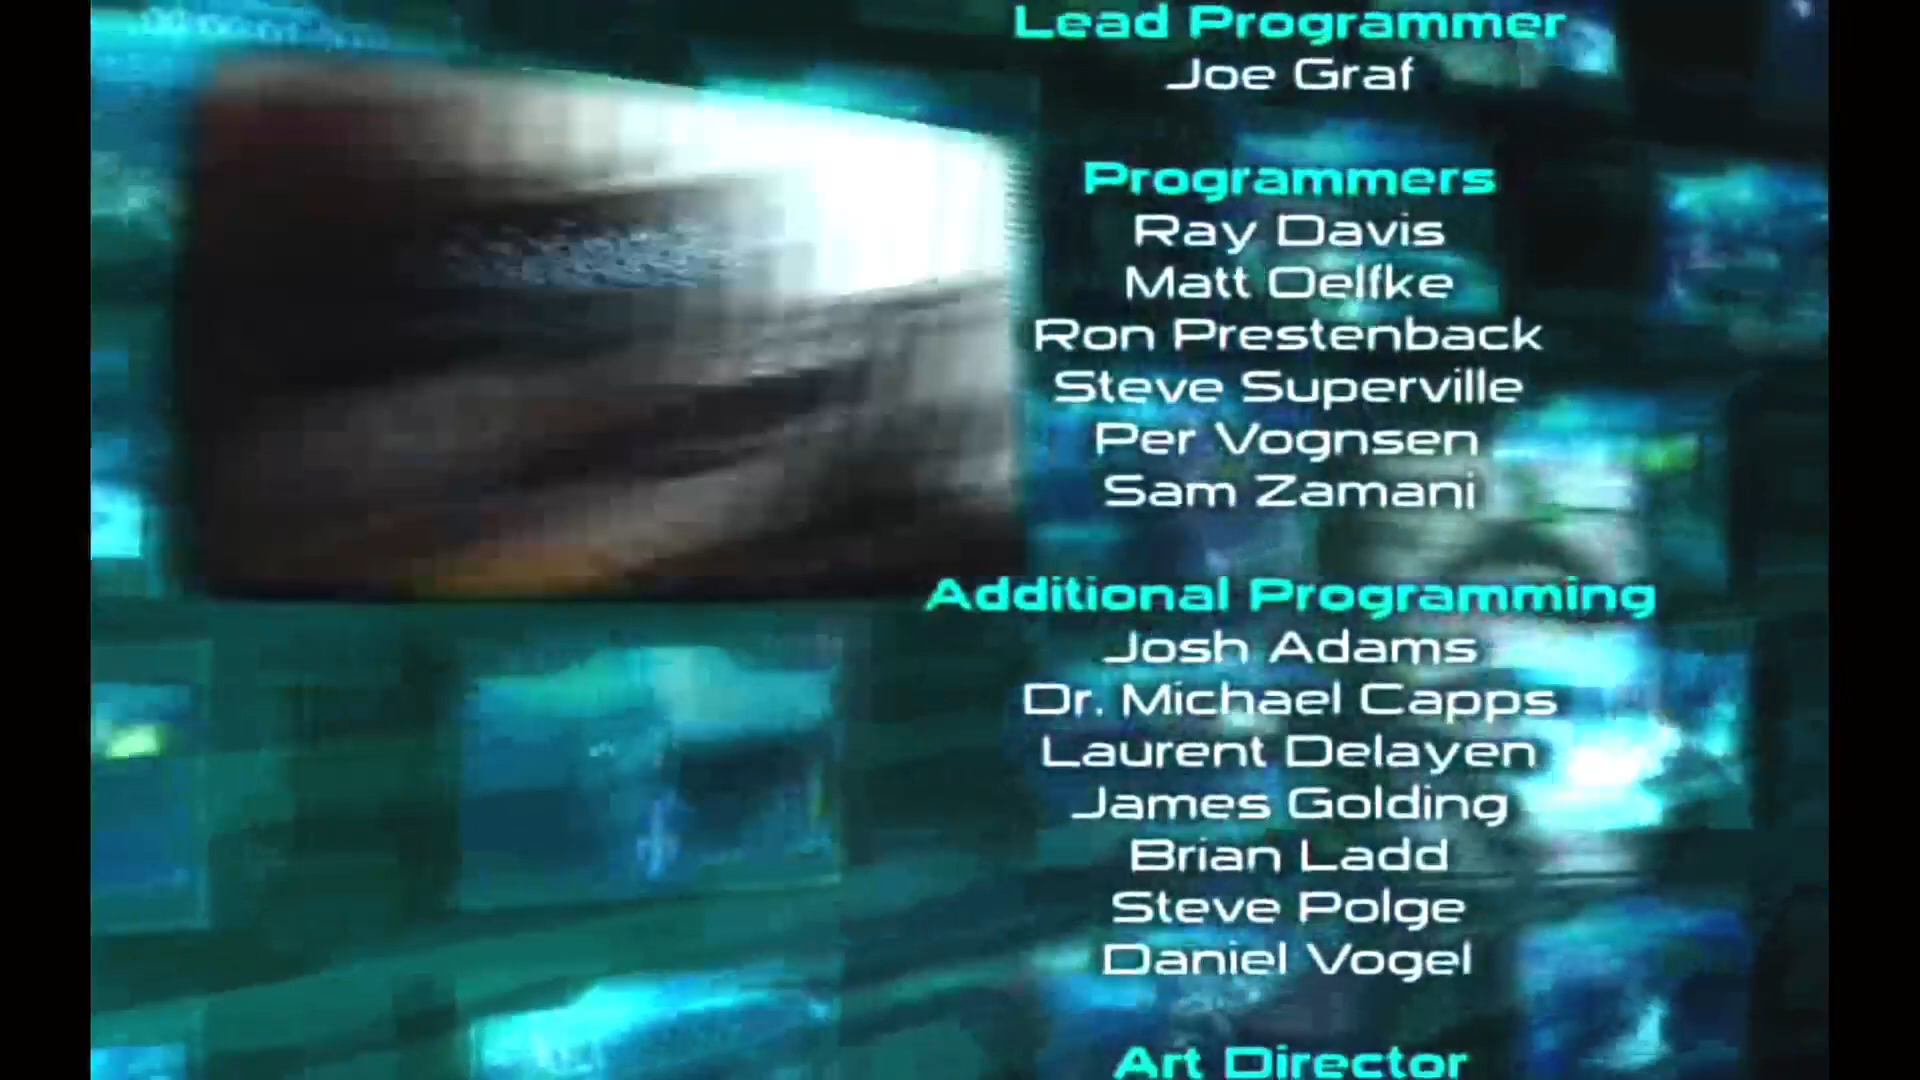 Lead Programmer
Joe Graf
Programmers
Ray Davis
Matt Oelfke
Ron Prestenback
Steve Superville
Per Vognsen
Sam Zamani
Additional Programming
Josh Adams
Dr. Michael Capps
Laurent Delayen
James Golding
Brian Ladd
Steve Polge
Daniel Vogel
Art Director